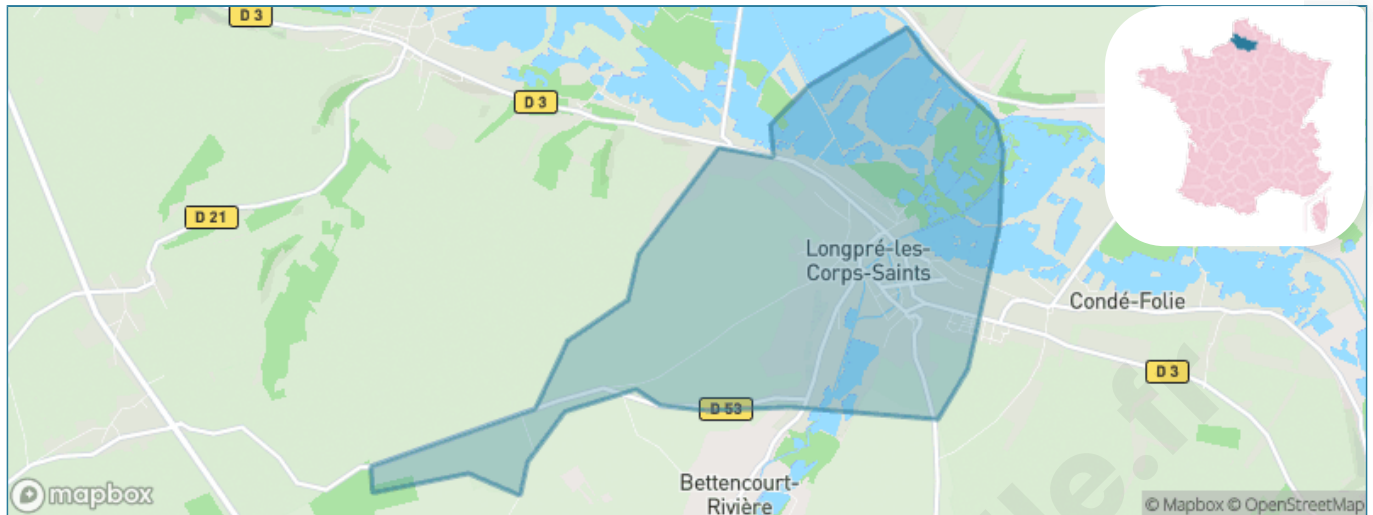 D 3
D 3
D 21
Longpré-les-
Corps-Saints
Condé-Folie
D 3
D 53
Bettencourt-
Rivière
mapbox
© Mapbox © OpenStreetMap